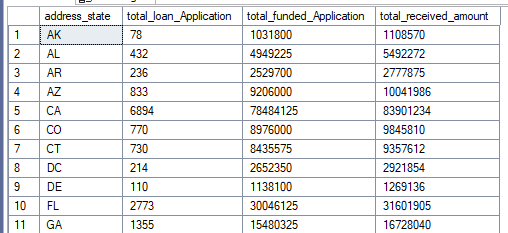 address_state total_loan_Application total_funded_Application total_received_amount
1 AK 78 1031800 1108570
2 AL 432 4949225 5492272
3 AR 236 2529700 2777875
4 AZ 833 9206000 10041986
5 CA 6894 78484125 83901234
6 CO 770 8976000 9845810
7 CT 730 8435575 9357612
8 DC 214 2652350 2921854
9 DE 110 1138100 1269136
10 FL 2773 30046125 31601905
11 GA 1355 15480325 16728040